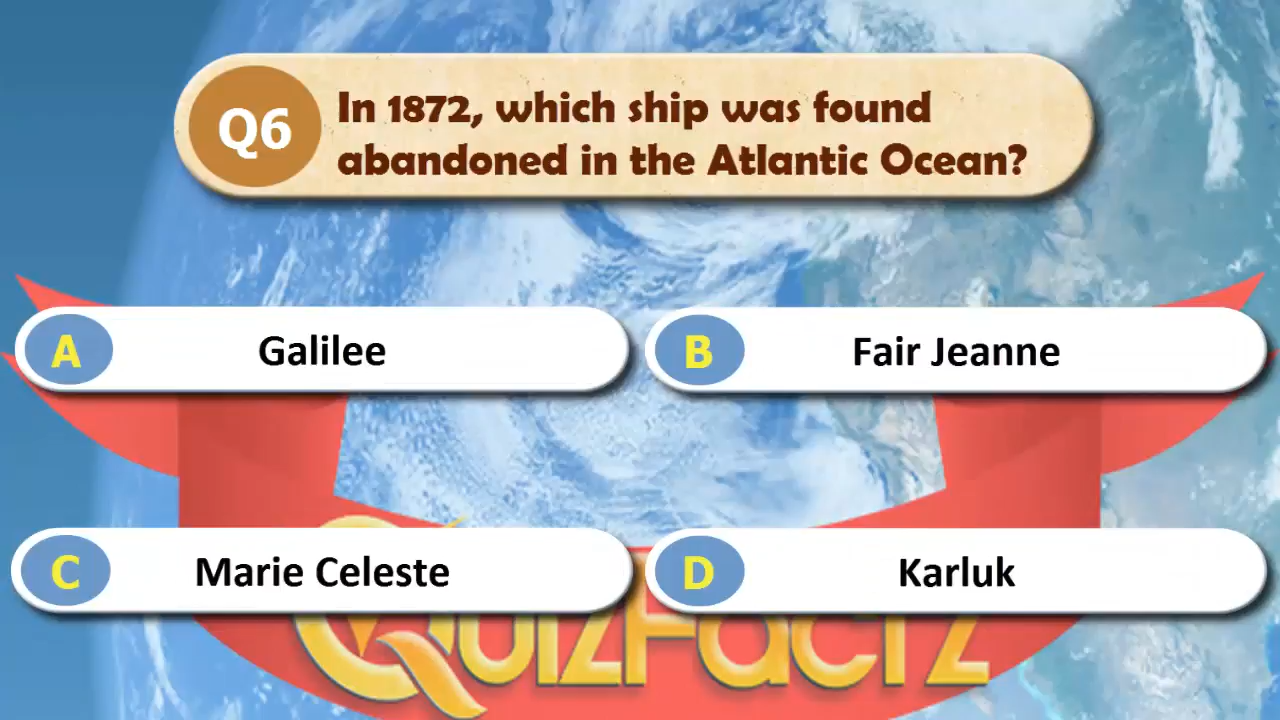 Q6
In 1872, which ship was found
abandoned in the Atlantic Ocean?
A Galilee
B Fair Jeanne
C Marie Celeste
D Karluk
QuizFactz